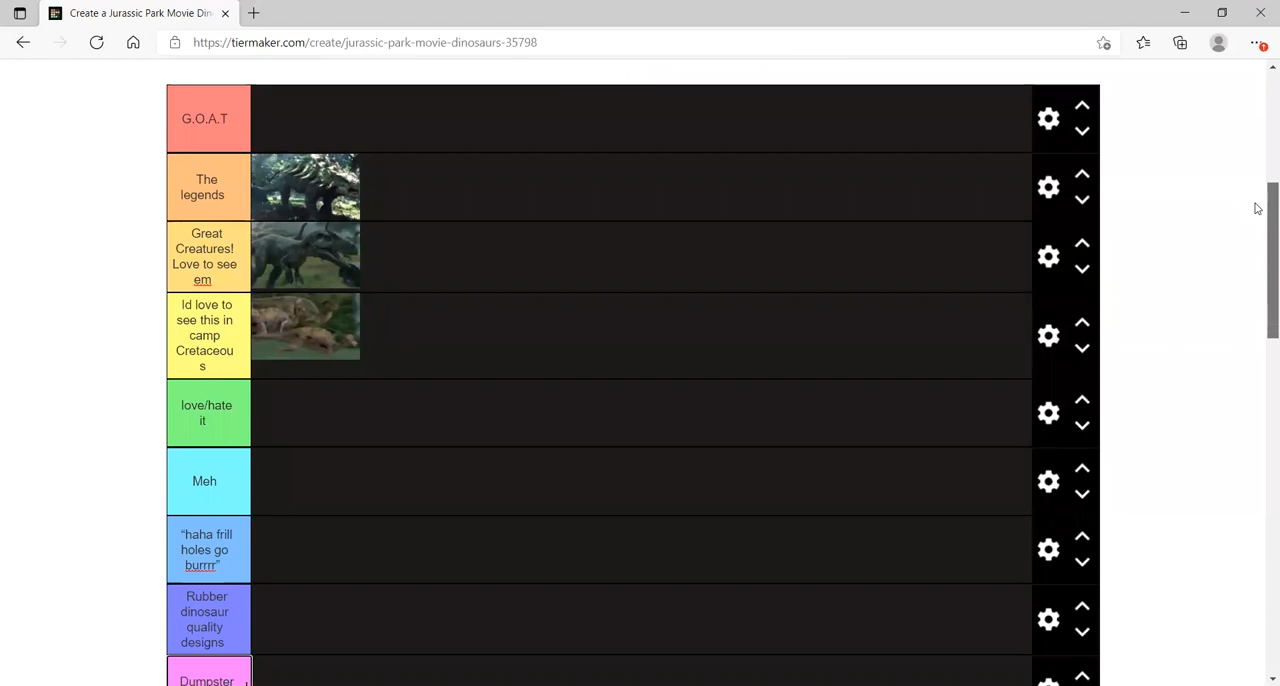 Create a Jurassic Park Movie Din
https://tiermaker.com/create/jurassic-park-movie-dinosaurs-35798
G.O.A.T
The
legends
Great
Creatures!
Love to see
em
Id love to
see this in
camp
Cretaceou
s
love/hate
it
Meh
“haha frill
holes go
burrrr”
Rubber
dinosaur
quality
designs
Dumpster